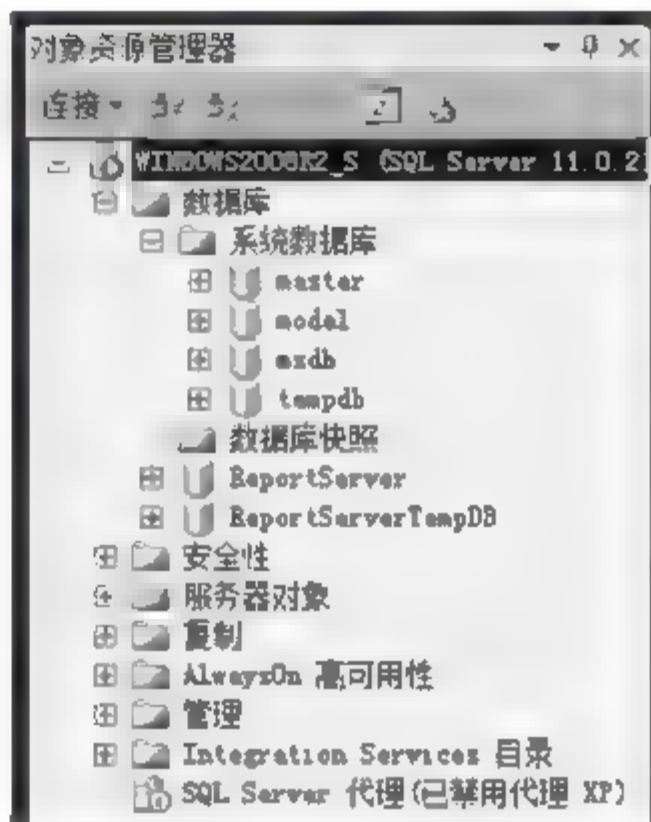 对象资源管理器
连接
WINDOWS2008R2_S (SQL Server 11.0.2
数据库
系统数据库
master
model
msdb
tempdb
数据库快照
ReportServer
ReportServerTempDB
安全性
服务器对象
复制
AlwaysOn 高可用性
管理
Integration Services 目录
SQL Server 代理(已禁用代理 XP)